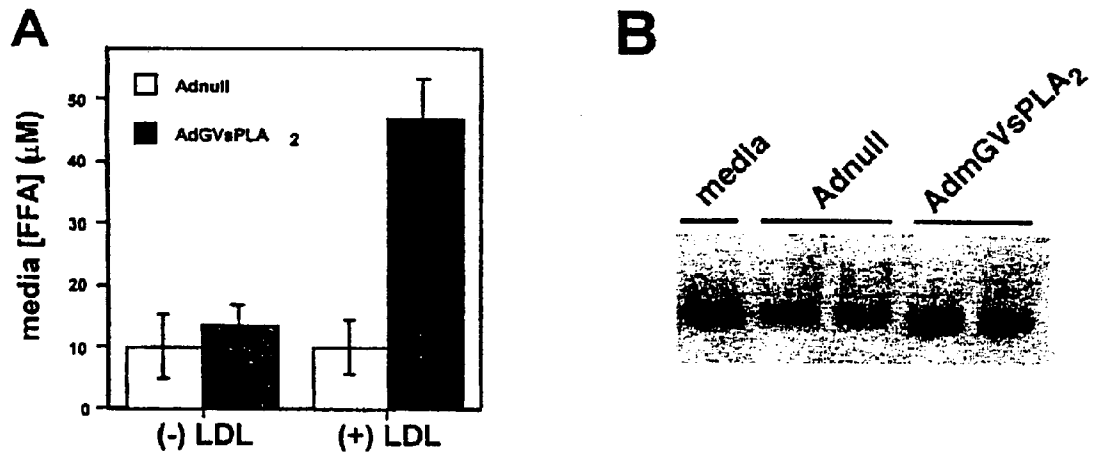 A
media [FFA] (μM)
50
40
30
20
10
0
Adnull
AdGVsPLA 2
(-) LDL
(+) LDL
B
media
Adnull
AdmGVsPLA2